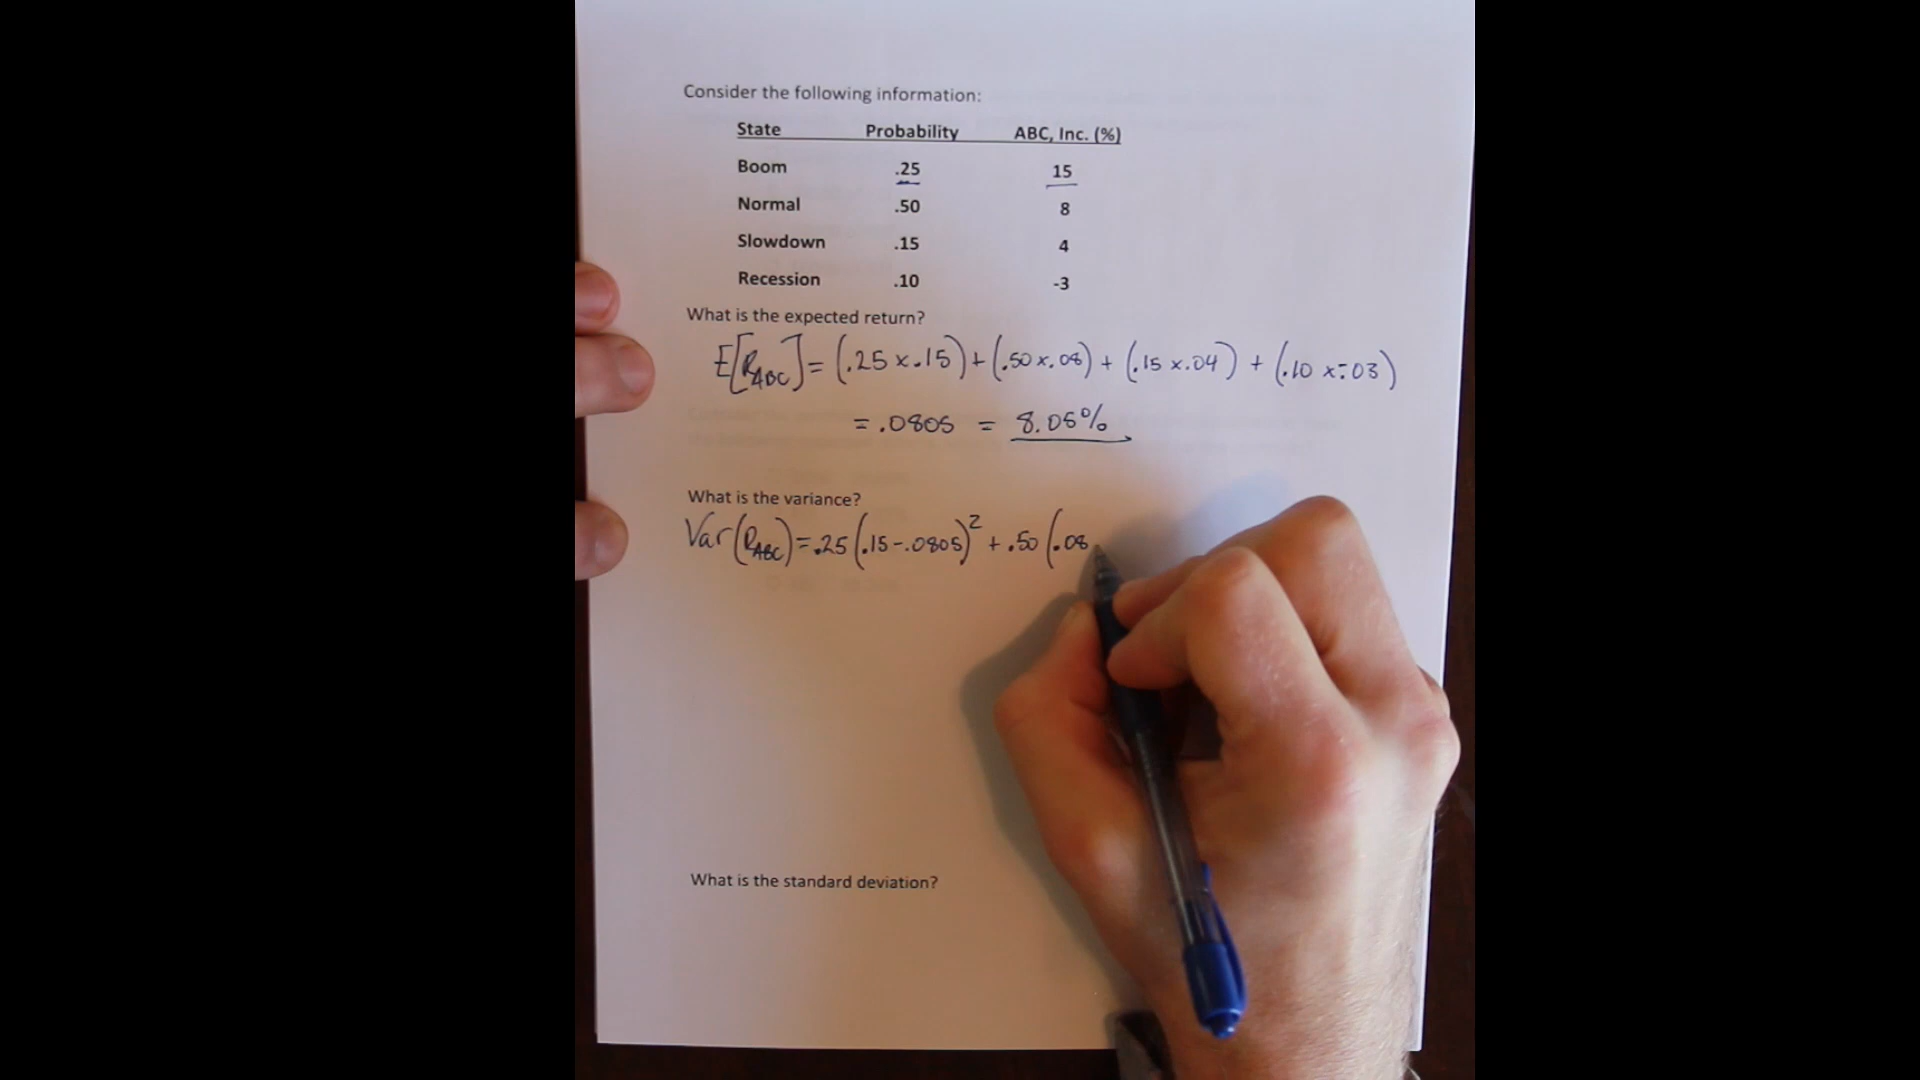 Consider the following information:
State Probability ABC, Inc. (%)
Boom .25 15
Normal .50 8
Slowdown .15 4
Recession .10 -3
What is the expected return?
E[R_ABC] = (.25 x .15) + (.50 x .08) + (.15 x .04) + (.10 x -.03)
= .0805 = 8.05%
What is the variance?
Var(R_ABC) = .25 (.15 - .0805)² + .50 (.08
What is the standard deviation?